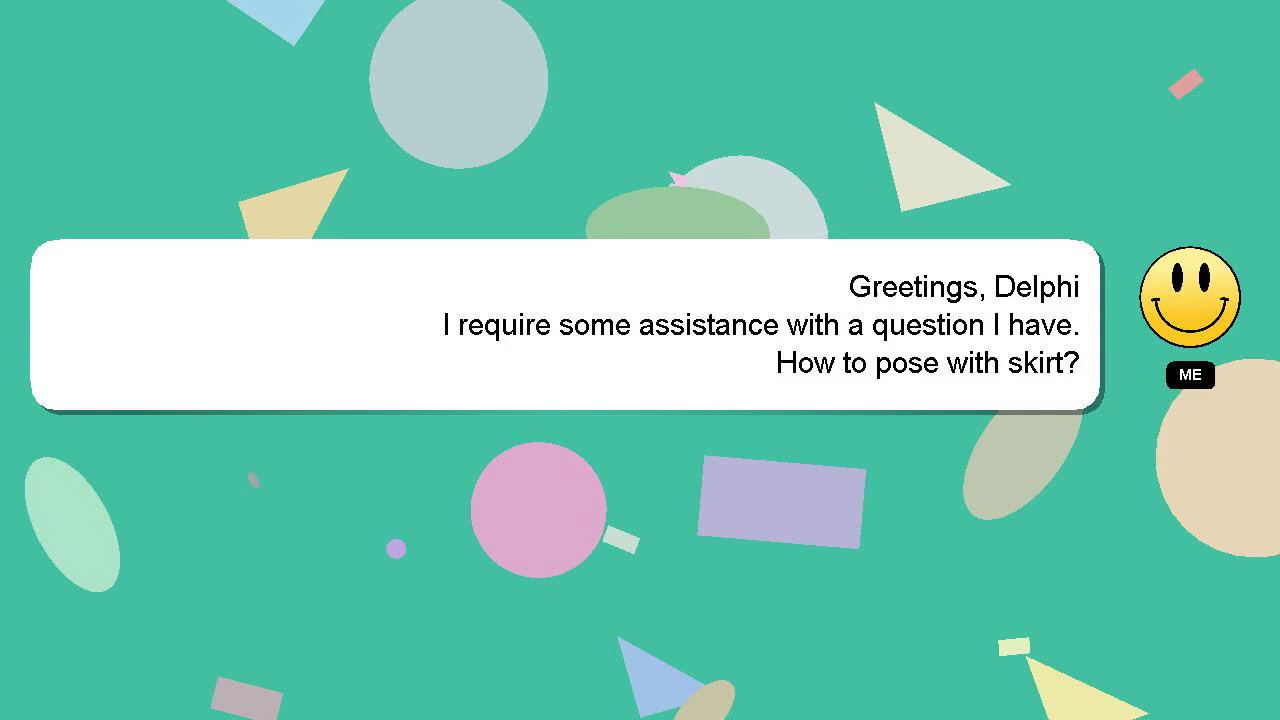 Greetings, Delphi
I require some assistance with a question I have.
How to pose with skirt?
ME